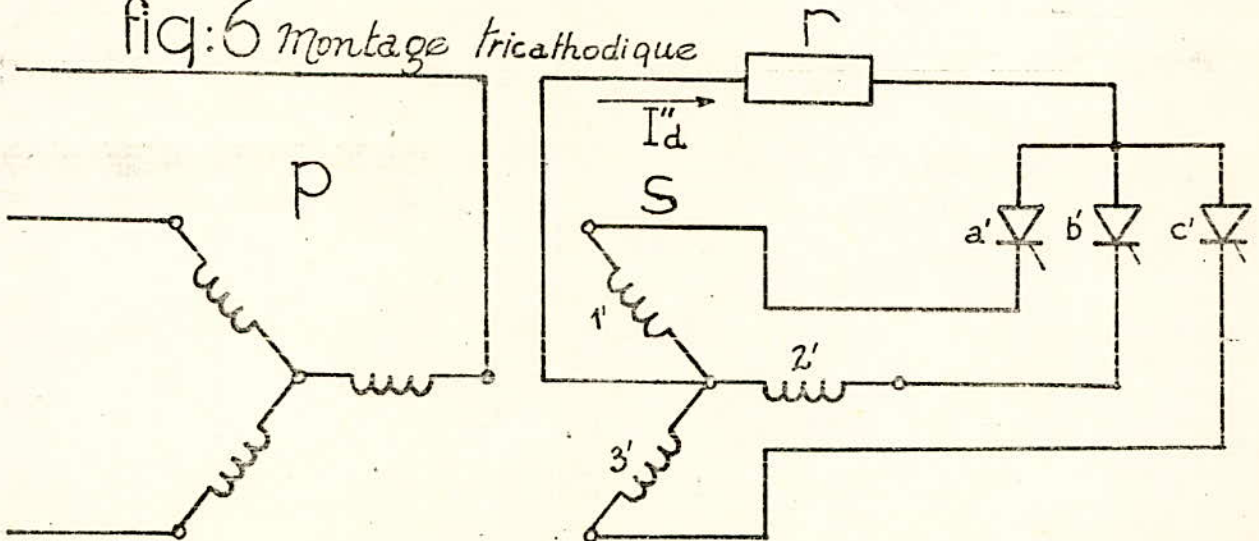 fig:6 Montage tricathodique
r
I"d
P
S
a' b' c'
1'
2'
3'